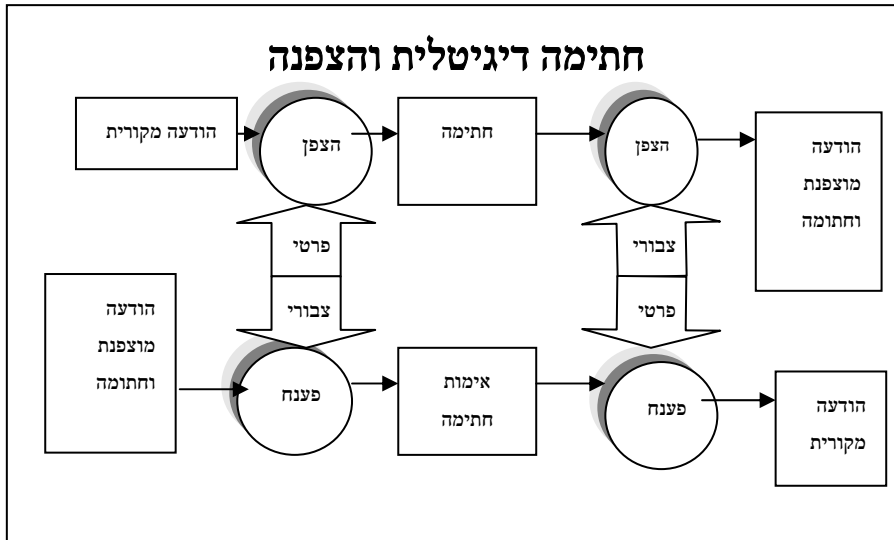 חתימה דיגיטלית והצפנה
הודעה מקורית
הצפן
חתימה
הצפן
הודעה
מוצפנת
וחתומה
פרטי
צבורי
צבורי
פרטי
הודעה
מוצפנת
וחתומה
פענח
אימות
חתימה
פענח
הודעה
מקורית